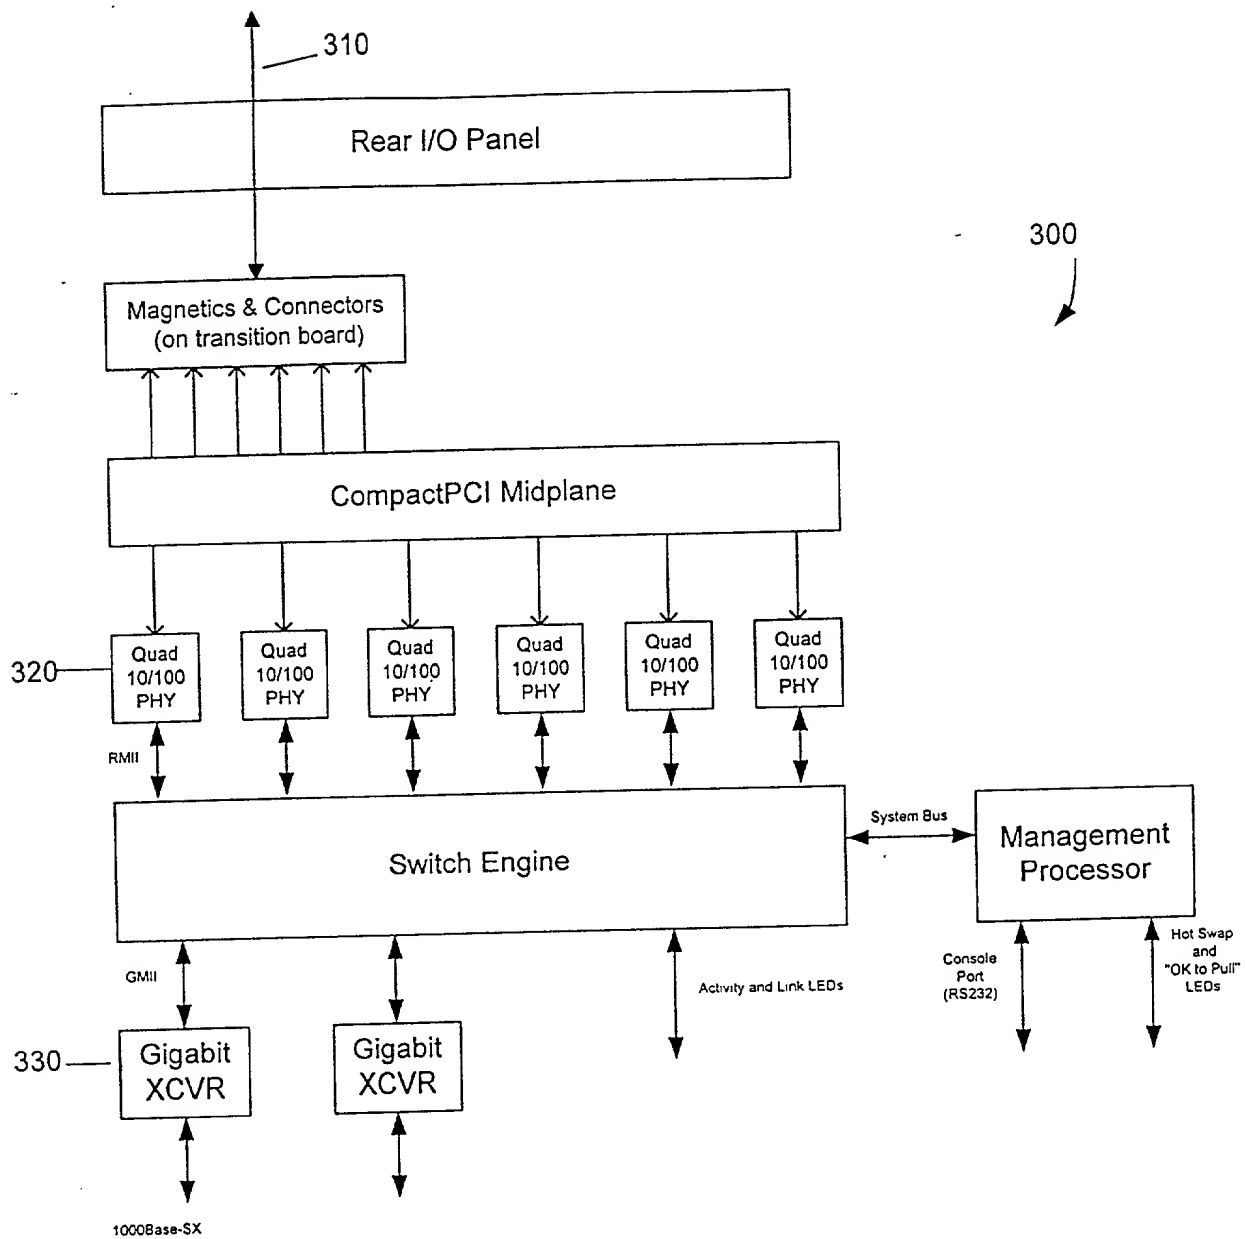 310
Rear I/O Panel
300
Magnetics & Connectors
(on transition board)
CompactPCI Midplane
320
Quad
10/100
PHY
Quad
10/100
PHY
Quad
10/100
PHY
Quad
10/100
PHY
Quad
10/100
PHY
Quad
10/100
PHY
RMII
Switch Engine
System Bus
Management
Processor
GMII
Activity and Link LEDs
Console
Port
(RS232)
Hot Swap
and
"OK to Pull"
LEDs
330
Gigabit
XCVR
Gigabit
XCVR
1000Base-SX